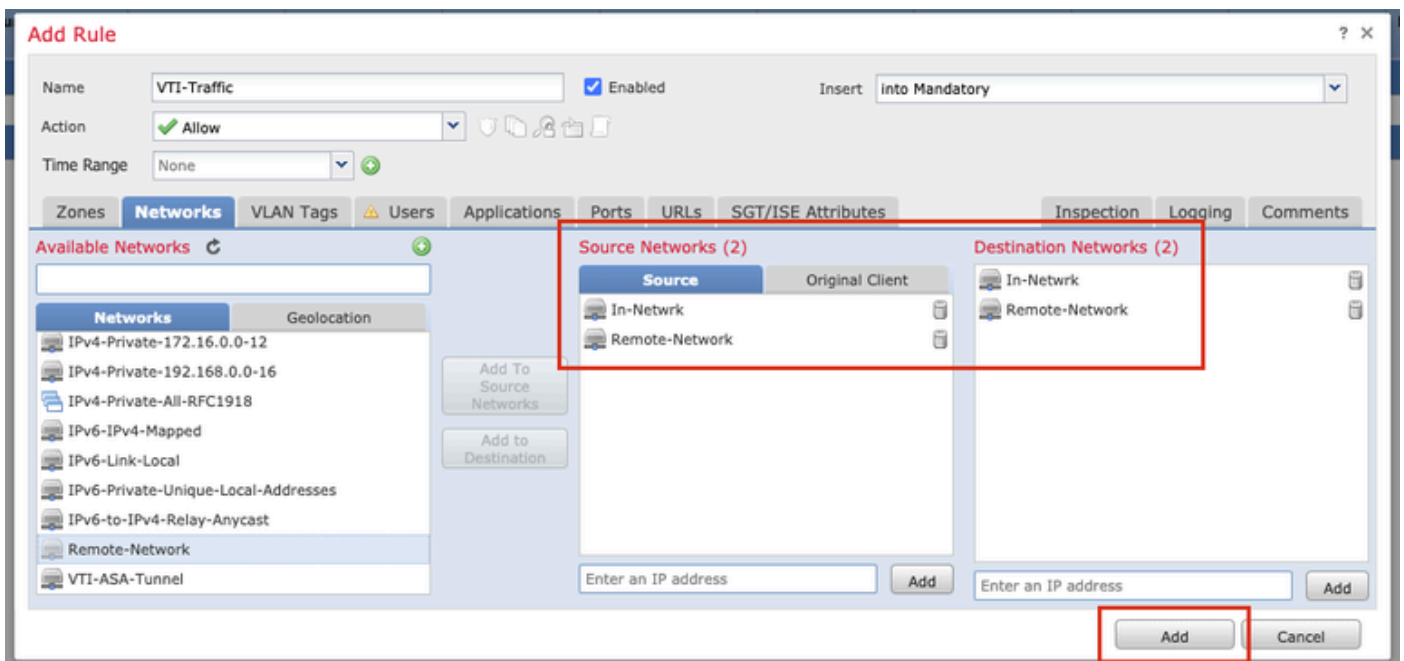 Add Rule
?
Name
VTI-Traffic
Enabled
Insert
into Mandatory
Action
Allow
Time Range
None
Zones
Networks
VLAN Tags
Users
Applications
Ports
URLs
SGT/ISE Attributes
Inspection
Logging
Comments
Available Networks
Networks
Geolocation
IPv4-Private-172.16.0.0-12
IPv4-Private-192.168.0.0-16
IPv4-Private-All-RFC1918
IPv6-IPv4-Mapped
IPv6-Link-Local
IPv6-Private-Unique-Local-Addresses
IPv6-to-IPv4-Relay-Anycast
Remote-Network
VTI-ASA-Tunnel
Add To
Source
Networks
Add to
Destination
Source Networks (2)
Source
Original Client
In-Netwrk
Remote-Network
Enter an IP address
Add
Destination Networks (2)
In-Netwrk
Remote-Network
Enter an IP address
Add
Add
Cancel